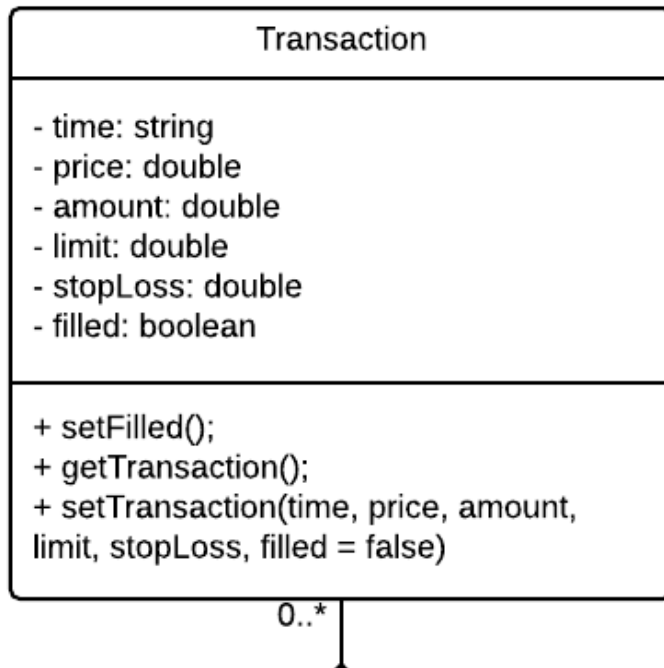 Transaction
- time: string
- price: double
- amount: double
- limit: double
- stopLoss: double
- filled: boolean
+ setFilled();
+ getTransaction();
+ setTransaction(time, price, amount,
limit, stopLoss, filled = false)
0..*